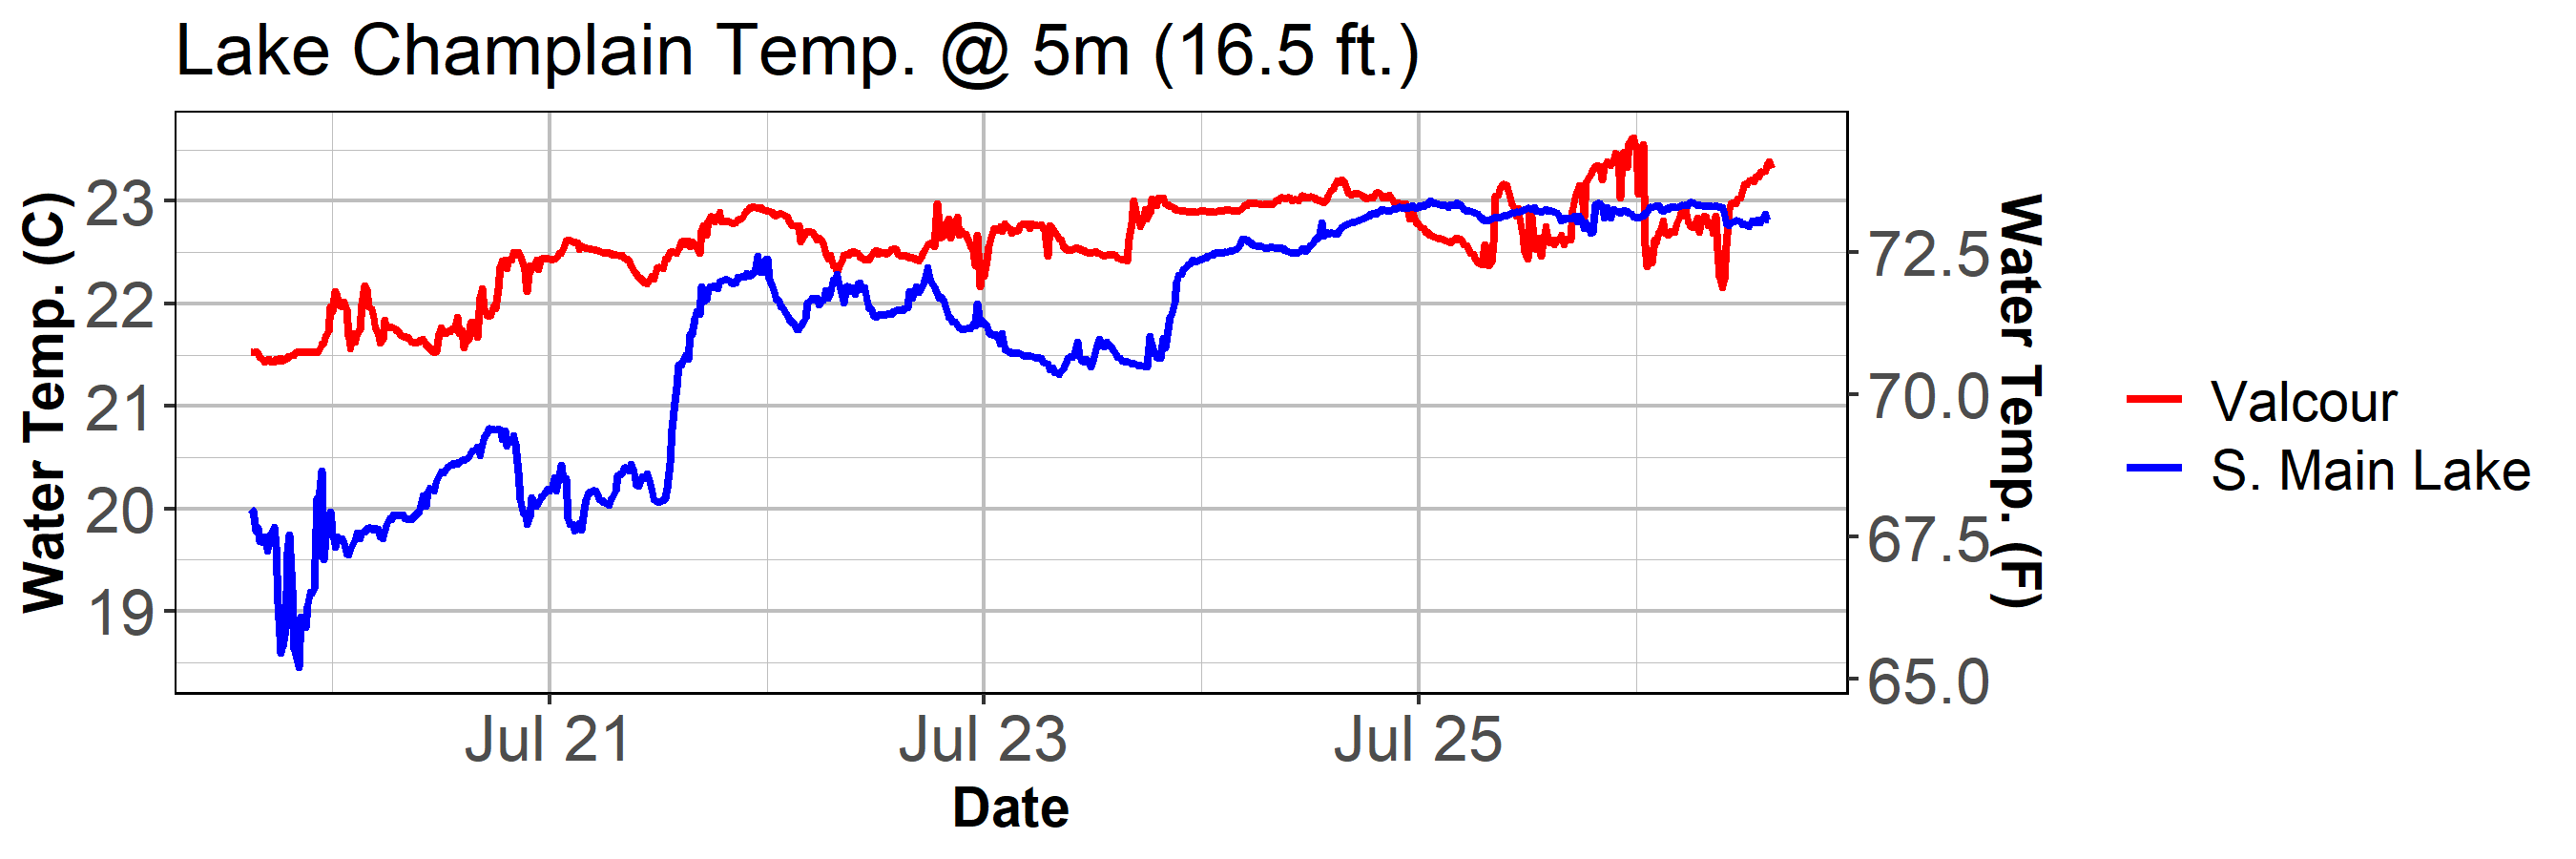 Lake Champlain Temp. @ 5m (16.5 ft.)
Water Temp. (C)
23
22
21
20
19
72.5
70.0
67.5
65.0
Water Temp. (F)
Jul 21
Jul 23
Jul 25
Date
Valcour
S. Main Lake